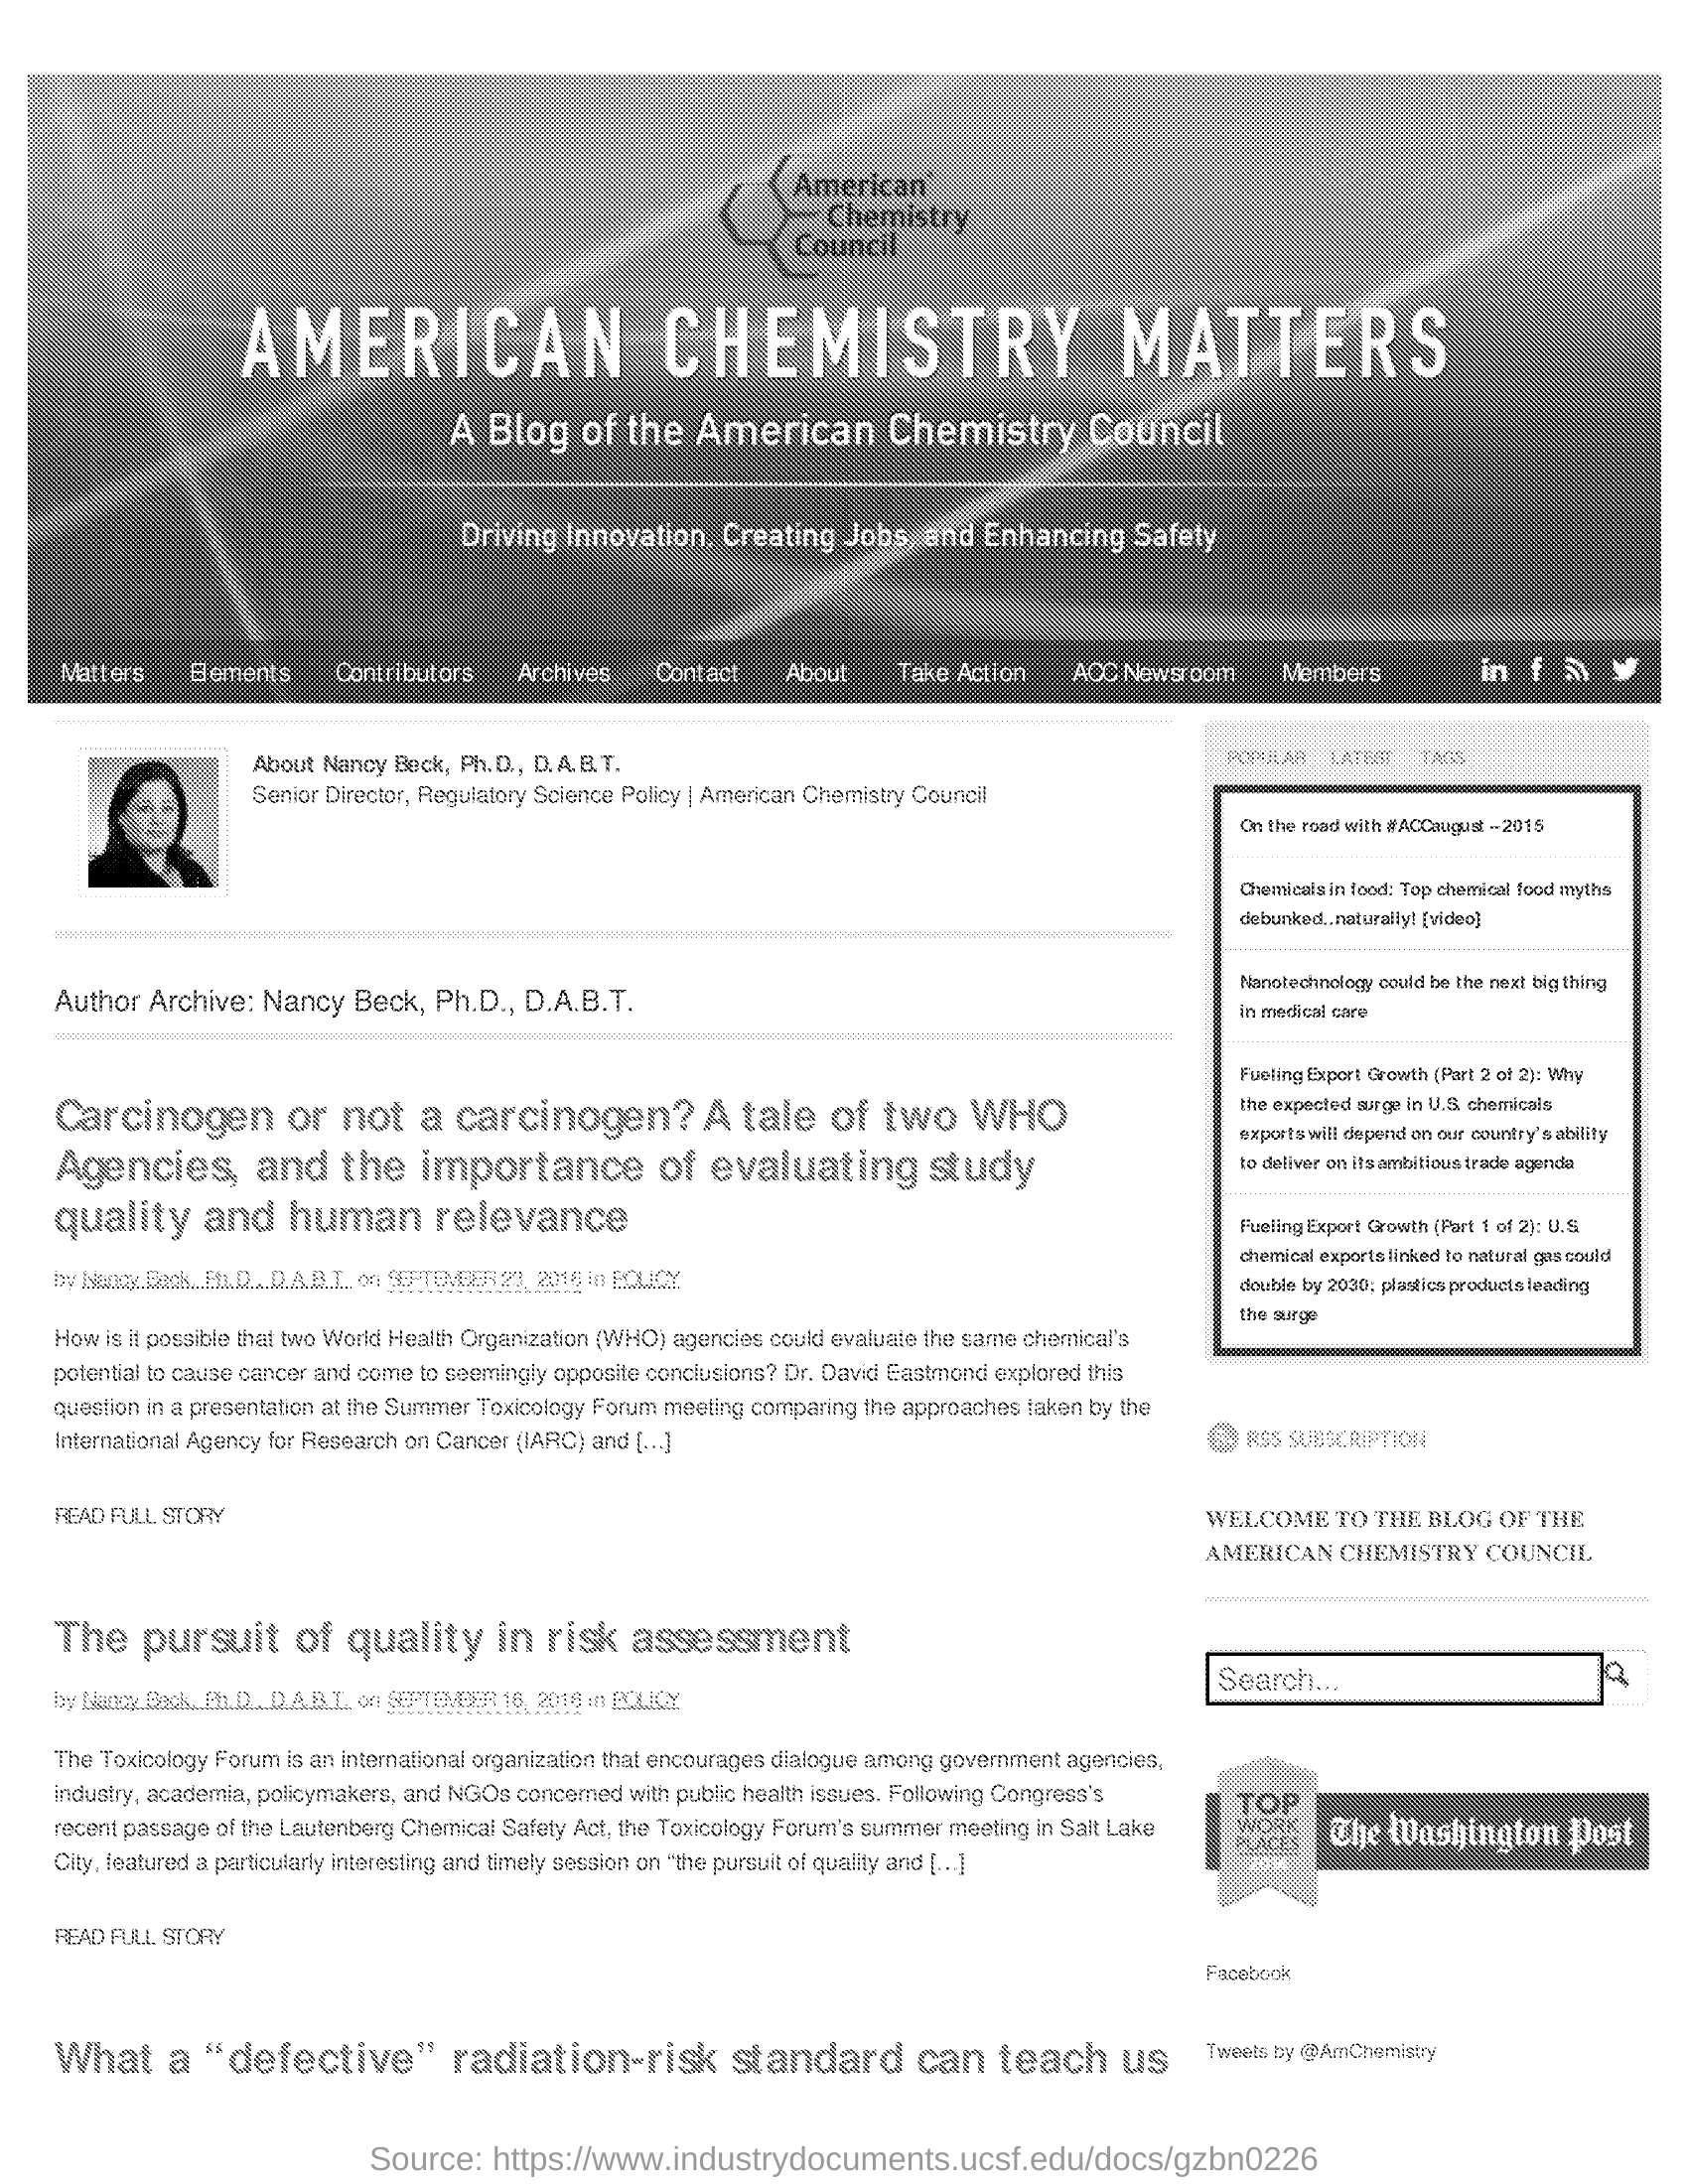 American
Chemistry
Council
AMERICAN CHEMISTRY MATTERS
A Blog of the American Chemistry Council
Driving Innovation, Creating Jobs, and Enhancing Safety
Matters Elements Contributors Archives Contact About Take Action ACC Newsroom Members in f
About Nancy Beck, Ph.D., D.A.B.T.
Senior Director, Regulatory Science Policy | American Chemistry Council
Author Archive: Nancy Beck, Ph.D., D.A.B.T.
Carcinogen or not a carcinogen? A tale of two WHO
Agencies, and the importance of evaluating study
quality and human relevance
by Nancy Beck, Ph.D., D.A.B.T. on SEPTEMBER 23, 2016 in POLICY
How is it possible that two World Health Organization (WHO) agencies could evaluate the same chemical's
potential to cause cancer and come to seemingly opposite conclusions? Dr. David Eastmond explored this
question in a presentation at the Summer Toxicology Forum meeting comparing the approaches taken by the
International Agency for Research on Cancer (IARC) and […]
READ FULL STORY
The pursuit of quality in risk assessment
by Nancy Beck, Ph.D., D.A.B.T. on SEPTEMBER 16, 2016 in POLICY
The Toxicology Forum is an international organization that encourages dialogue among government agencies,
industry, academia, policymakers, and NGOs concerned with public health issues. Following Congress's
recent passage of the Lautenberg Chemical Safety Act, the Toxicology Forum's summer meeting in Salt Lake
City, featured a particularly interesting and timely session on "the pursuit of quality and […]
READ FULL STORY
What a "defective" radiation-risk standard can teach us
POPULAR LATEST TAGS
On the road with #ACCaugust – 2015
Chemicals in food: Top chemical food myths
debunked..naturally! [video]
Nanotechnology could be the next big thing
in medical care
Fueling Export Growth (Part 2 of 2): Why
the expected surge in U.S. chemicals
exports will depend on our country's ability
to deliver on its ambitious trade agenda
Fueling Export Growth (Part 1 of 2): U.S.
chemical exports linked to natural gas could
double by 2030; plastics products leading
the surge
RSS SUBSCRIPTION
WELCOME TO THE BLOG OF THE
AMERICAN CHEMISTRY COUNCIL
Search...
TOP
WORK
PLACES
The Washington Post
Facebook
Tweets by @AmChemistry
Source: https://www.industrydocuments.ucsf.edu/docs/gzbn0226